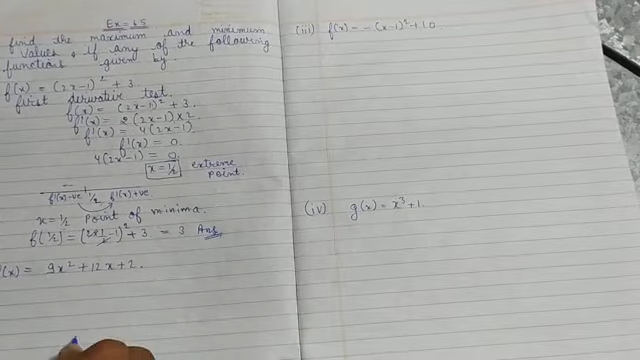 Ex = 6.5
find the maximum and minimum
values, if any of the following
functions given by.
f(x) = (2x-1)² + 3.
first derivative test.
f(x) = (2x-1)² + 3.
f'(x) = 2(2x-1)×2.
f'(x) = 4(2x-1)
f'(x) = 0.
4(2x-1) = 0.
x = 1/2 extreme
point.
f'(x)-ve 1/2 f'(x)+ve
x = 1/2 Point of minima.
f(1/2) = (2×1/2-1)² + 3 = 3 Ans
f(x) = 9x² + 12x + 2.
(iii) f(x) = -(x-1)² + 10
(iv) g(x) = x³ + 1.